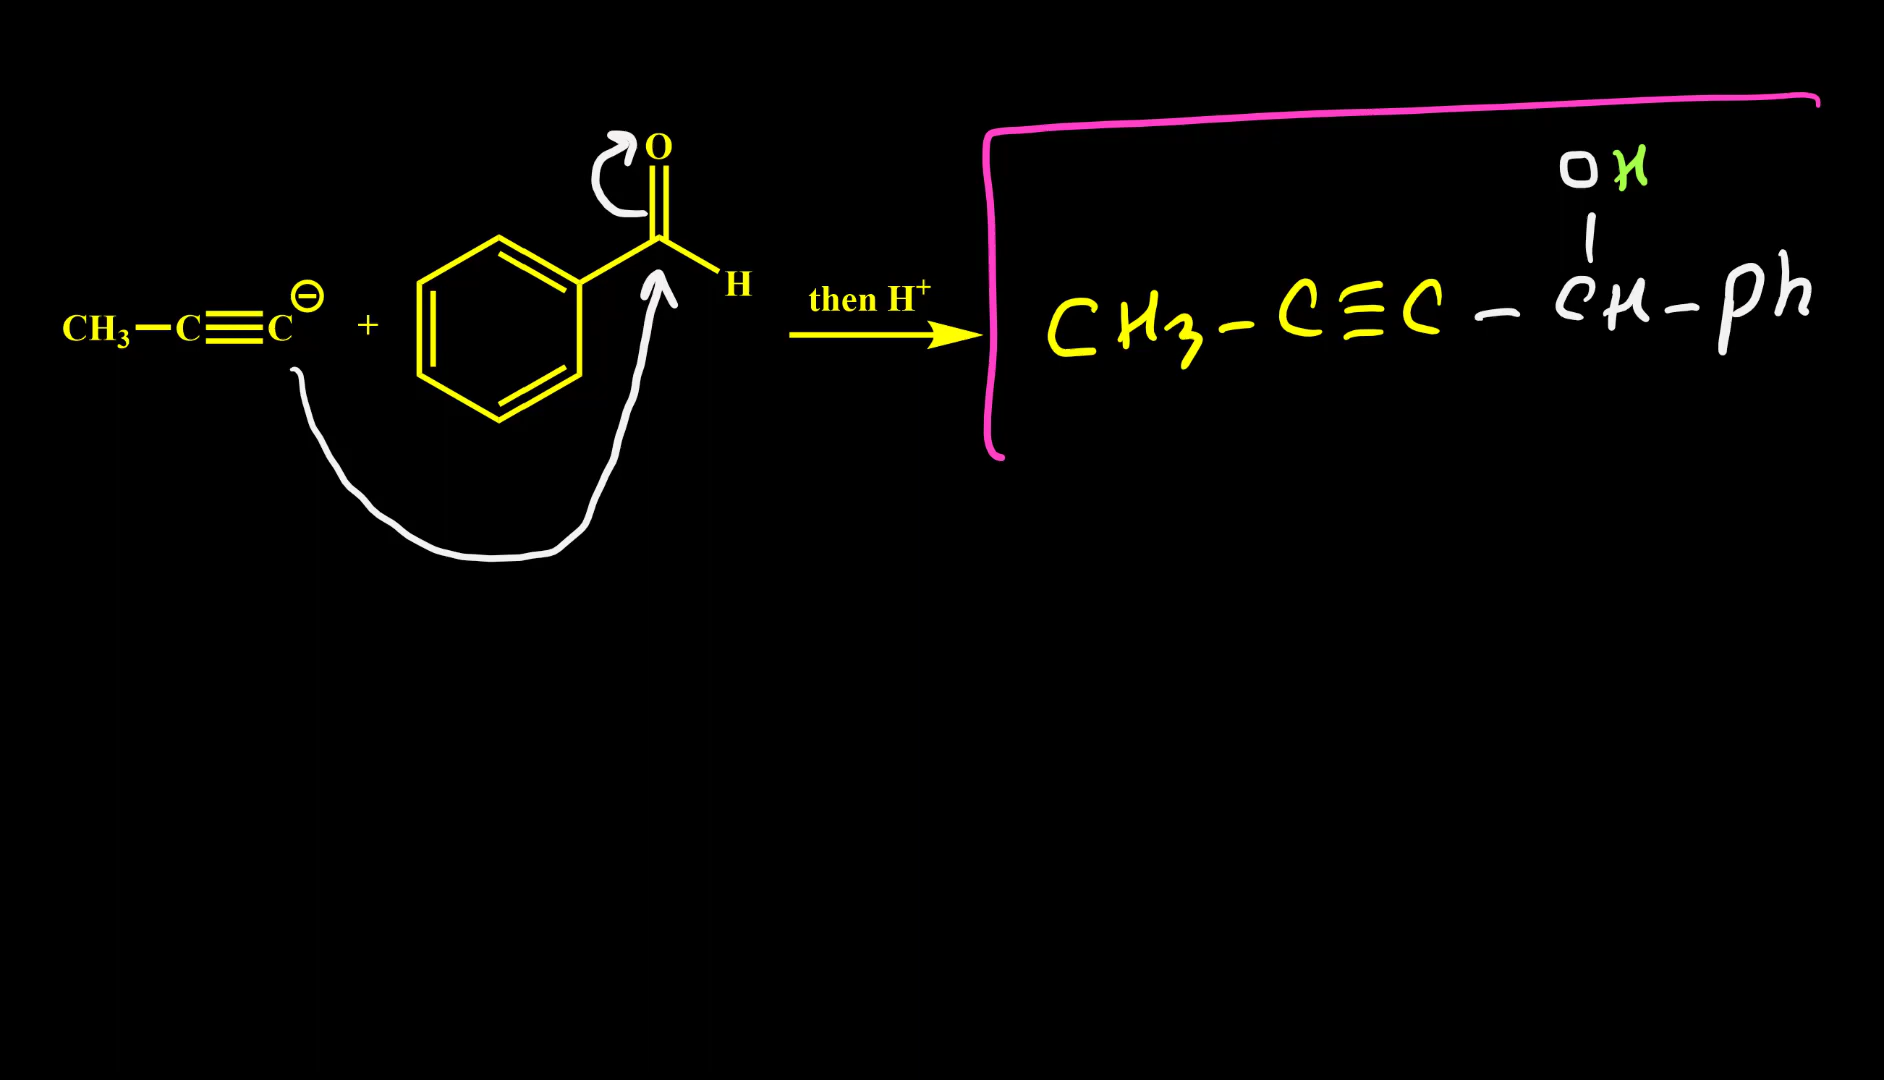 CH₃—C≡C⊖ + O H then H⁺
OH
CH₃-C≡C-CH-Ph